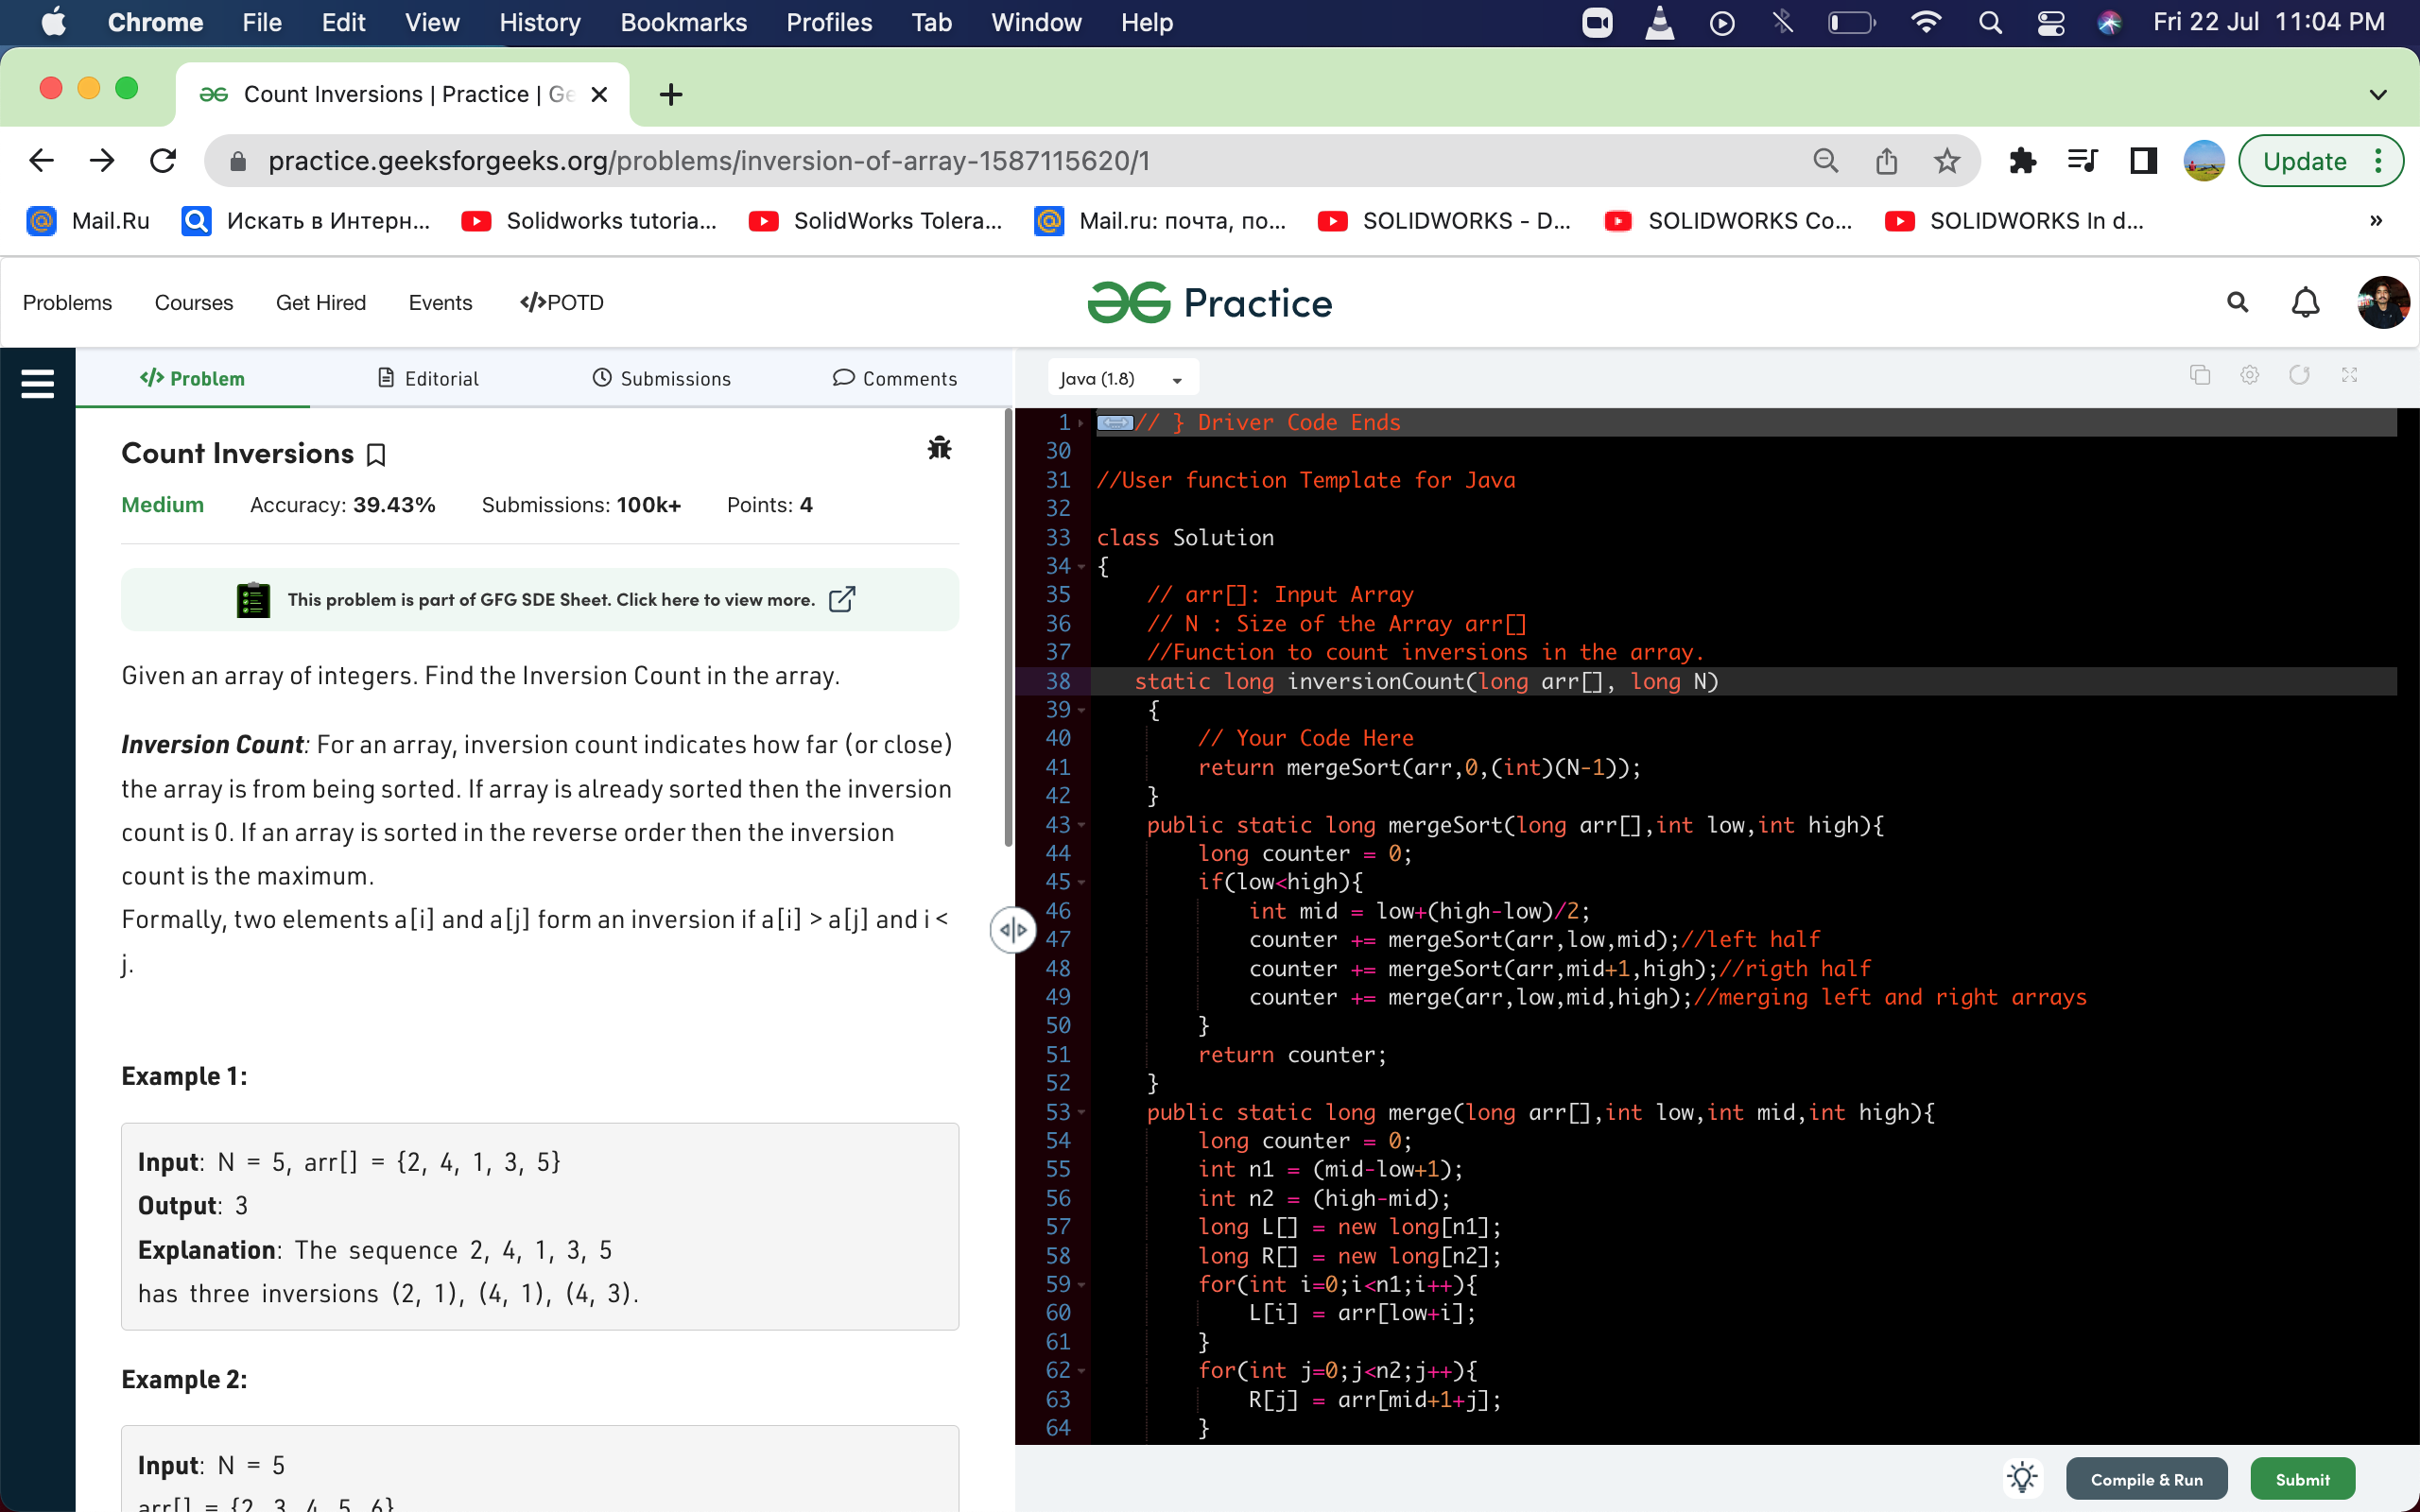 Chrome File Edit View History Bookmarks Profiles Tab Window Help Fri 22 Jul 11:04 PM
Count Inversions | Practice | Ge
practice.geeksforgeeks.org/problems/inversion-of-array-1587115620/1 Update
Mail.Ru Искать в Интерн... Solidworks tutoria... SolidWorks Tolera... Mail.ru: почта, по... SOLIDWORKS - D... SOLIDWORKS Co... SOLIDWORKS In d... »
Problems Courses Get Hired Events </>POTD Practice
</> Problem Editorial Submissions Comments
Count Inversions
Medium Accuracy: 39.43% Submissions: 100k+ Points: 4
This problem is part of GFG SDE Sheet. Click here to view more.
Given an array of integers. Find the Inversion Count in the array.
Inversion Count: For an array, inversion count indicates how far (or close)
the array is from being sorted. If array is already sorted then the inversion
count is 0. If an array is sorted in the reverse order then the inversion
count is the maximum.
Formally, two elements a[i] and a[j] form an inversion if a[i] > a[j] and i <
j.
Example 1:
Input: N = 5, arr[] = {2, 4, 1, 3, 5}
Output: 3
Explanation: The sequence 2, 4, 1, 3, 5
has three inversions (2, 1), (4, 1), (4, 3).
Example 2:
Input: N = 5
arr[] = {2, 3, 4, 5, 6}
Java (1.8)
1 // } Driver Code Ends
30
31 //User function Template for Java
32
33 class Solution
34 {
35 // arr[]: Input Array
36 // N : Size of the Array arr[]
37 //Function to count inversions in the array.
38 static long inversionCount(long arr[], long N)
39 {
40 // Your Code Here
41 return mergeSort(arr,0,(int)(N-1));
42 }
43 public static long mergeSort(long arr[],int low,int high){
44 long counter = 0;
45 if(low<high){
46 int mid = low+(high-low)/2;
47 counter += mergeSort(arr,low,mid);//left half
48 counter += mergeSort(arr,mid+1,high);//rigth half
49 counter += merge(arr,low,mid,high);//merging left and right arrays
50 }
51 return counter;
52 }
53 public static long merge(long arr[],int low,int mid,int high){
54 long counter = 0;
55 int n1 = (mid-low+1);
56 int n2 = (high-mid);
57 long L[] = new long[n1];
58 long R[] = new long[n2];
59 for(int i=0;i<n1;i++){
60 L[i] = arr[low+i];
61 }
62 for(int j=0;j<n2;j++){
63 R[j] = arr[mid+1+j];
64 }
Compile & Run Submit